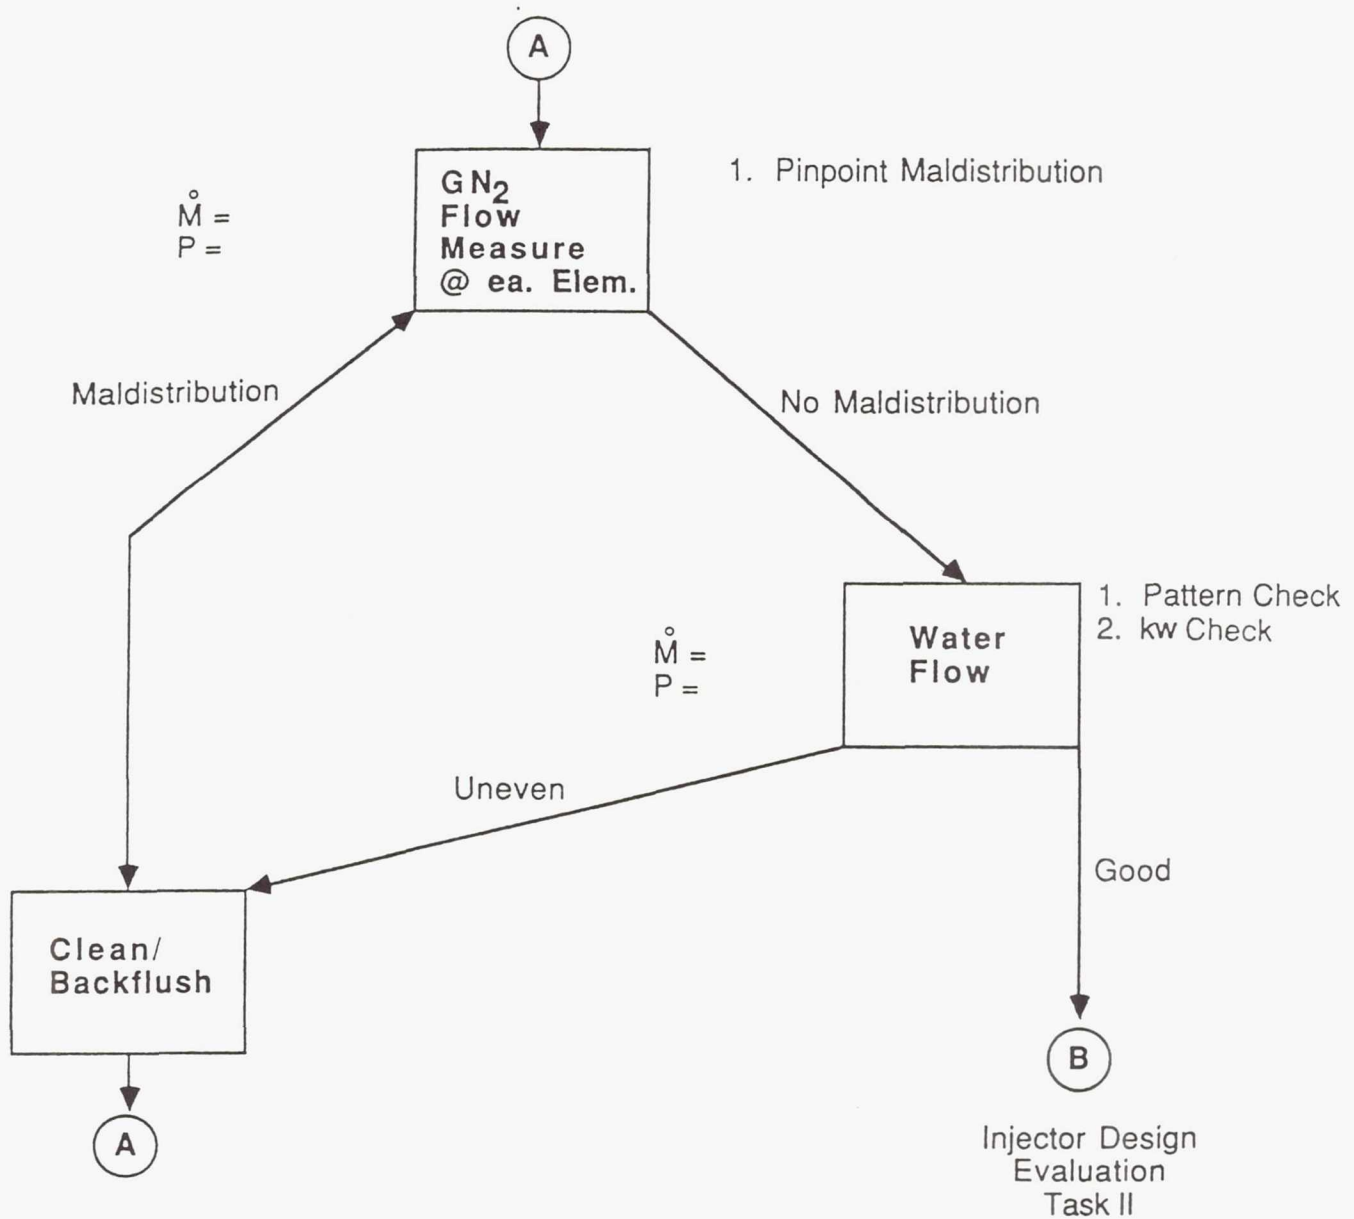 A
GN2
Flow
Measure
@ ea. Elem.
1. Pinpoint Maldistribution
M̊ =
P =
Maldistribution
No Maldistribution
Water
Flow
1. Pattern Check
2. kw Check
M̊ =
P =
Uneven
Good
Clean/
Backflush
A
B
Injector Design
Evaluation
Task II